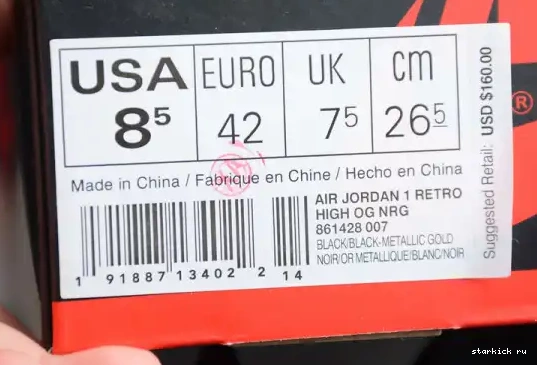 USA EURO UK cm
8⁵ 42 7⁵ 26⁵
Made in China / Fabrique en Chine / Hecho en China
AIR JORDAN 1 RETRO
HIGH OG NRG
861428 007
BLACK/BLACK-METALLIC GOLD
NOIR/OR METALLIQUE/BLANC/NOIR
1 91887 13402 2 14
Suggested Retail: USD $160.00
®
starkick ru